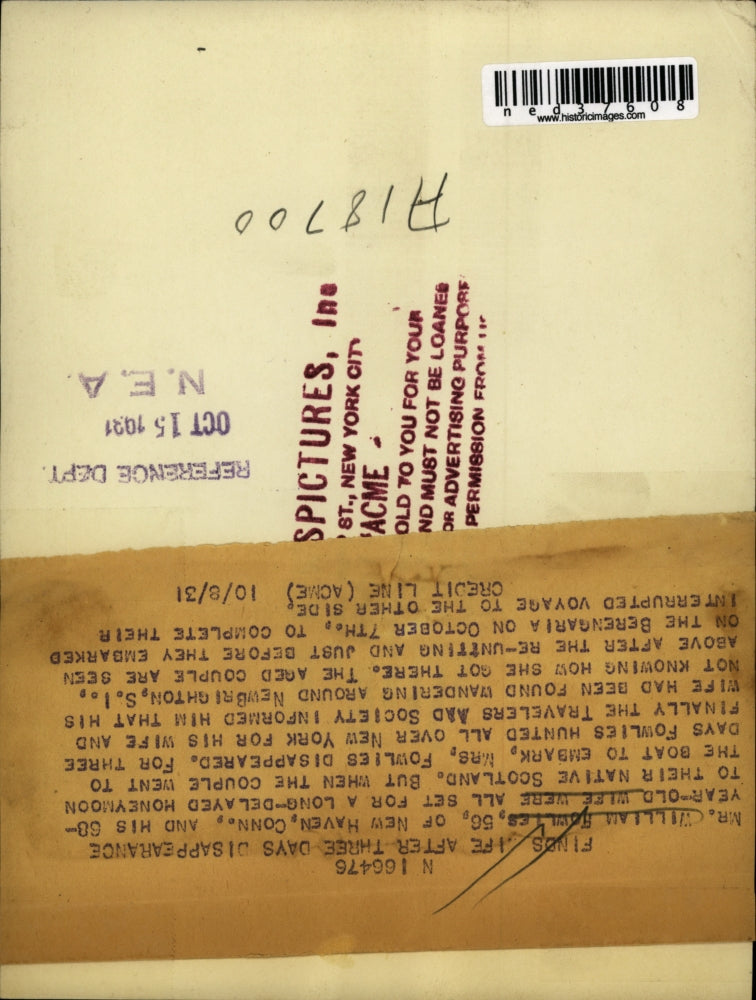 ned37608
www.historicimages.com
A18700
SPICTURES, Inc
ST., NEW YORK CITY
ACME
OLD TO YOU FOR YOUR
ND MUST NOT BE LOANED
OR ADVERTISING PURPOSE
PERMISSION FROM US
REFERENCE DEPT.
OCT 15 1931
N. E. A.
N 166476
FINDS IFE AFTER THREE DAYS DISAPPEARANCE
MR. WILLIAM FOWLIES, 56, OF NEW HAVEN, CONN., AND HIS 68-
YEAR-OLD WIFE WERE ALL SET FOR A LONG-DELAYED HONEYMOON
TO THEIR NATIVE SCOTLAND. BUT WHEN THE COUPLE WENT TO
THE BOAT TO EMBARK, MRS. FOWLIES DISAPPEARED. FOR THREE
DAYS FOWLIES HUNTED ALL OVER NEW YORK FOR HIS WIFE AND
FINALLY THE TRAVELERS AND SOCIETY INFORMED HIM THAT HIS
WIFE HAD BEEN FOUND WANDERING AROUND NEWBRIGHTON, S.I.,
NOT KNOWING HOW SHE GOT THERE. THE AGED COUPLE ARE SEEN
ABOVE AFTER THE RE-UNITING AND JUST BEFORE THEY EMBARKED
ON THE BERENGARIA ON OCTOBER 7TH., TO COMPLETE THEIR
INTERRUPTED VOYAGE TO THE OTHER SIDE.
CREDIT LINE (ACME) 10/8/31